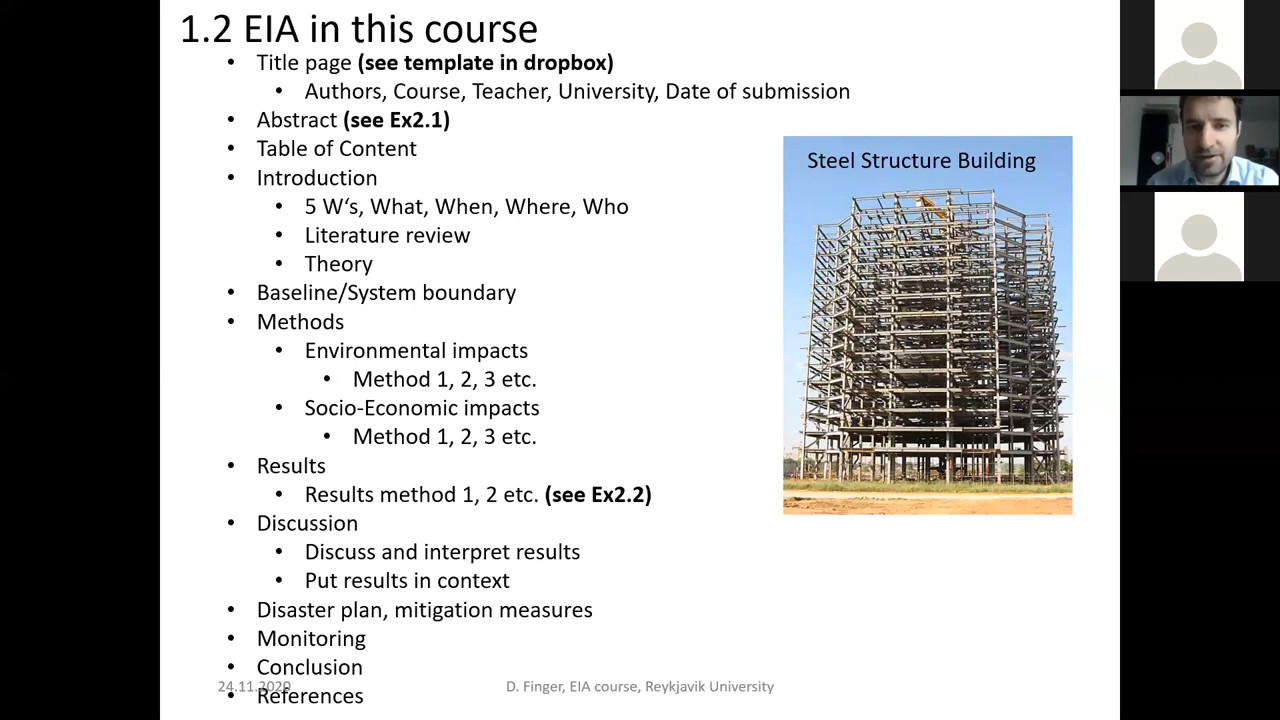 1.2 EIA in this course
• Title page (see template in dropbox)
• Authors, Course, Teacher, University, Date of submission
• Abstract (see Ex2.1)
• Table of Content
• Introduction
• 5 W‘s, What, When, Where, Who
• Literature review
• Theory
• Baseline/System boundary
• Methods
• Environmental impacts
• Method 1, 2, 3 etc.
• Socio-Economic impacts
• Method 1, 2, 3 etc.
• Results
• Results method 1, 2 etc. (see Ex2.2)
• Discussion
• Discuss and interpret results
• Put results in context
• Disaster plan, mitigation measures
• Monitoring
• Conclusion
• References
Steel Structure Building
24.11.2020
D. Finger, EIA course, Reykjavik University